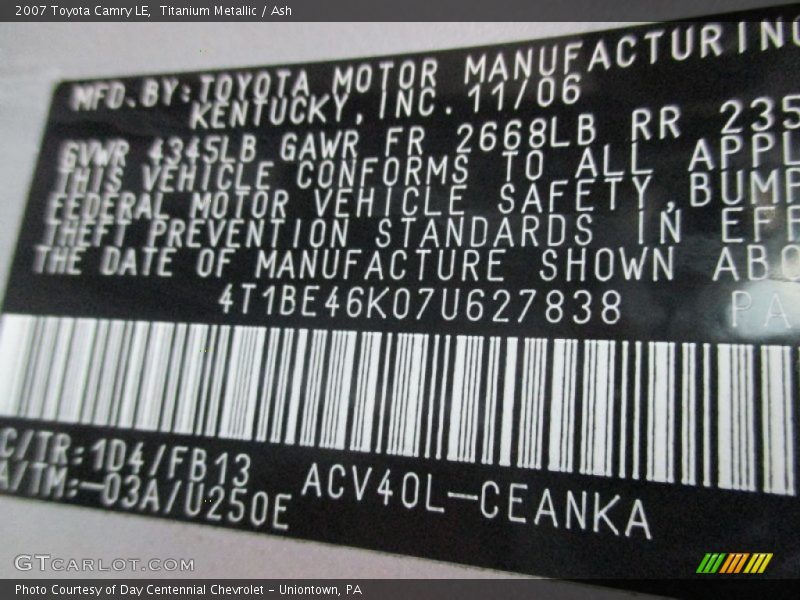 2007 Toyota Camry LE,  Titanium Metallic / Ash
MFD. BY: TOYOTA MOTOR MANUFACTURING
KENTUCKY, INC. 11/06
GVWR 4345LB GAWR FR 2668LB RR 235
THIS VEHICLE CONFORMS TO ALL APPL
FEDERAL MOTOR VEHICLE SAFETY, BUMP
THEFT PREVENTION STANDARDS IN EFF
THE DATE OF MANUFACTURE SHOWN ABO
4T1BE46K07U627838 PA
C/TR: 1D4/FB13
A/TM: -03A/U250E
ACV40L-CEANKA
GTCARLOT.COM
Photo Courtesy of Day Centennial Chevrolet - Uniontown, PA